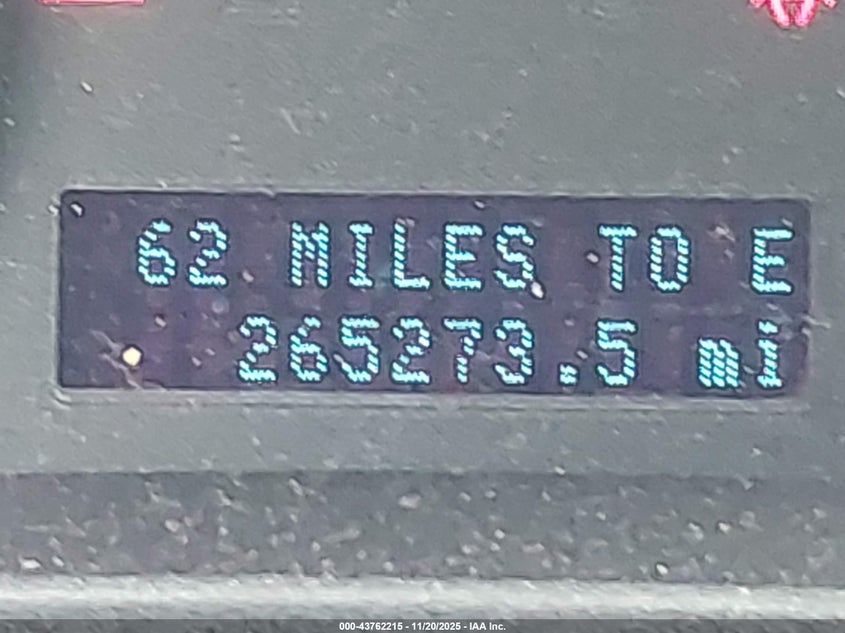 62 MILES TO E
265273.5 mi
000-43762215 - 11/20/2025 - IAA Inc.